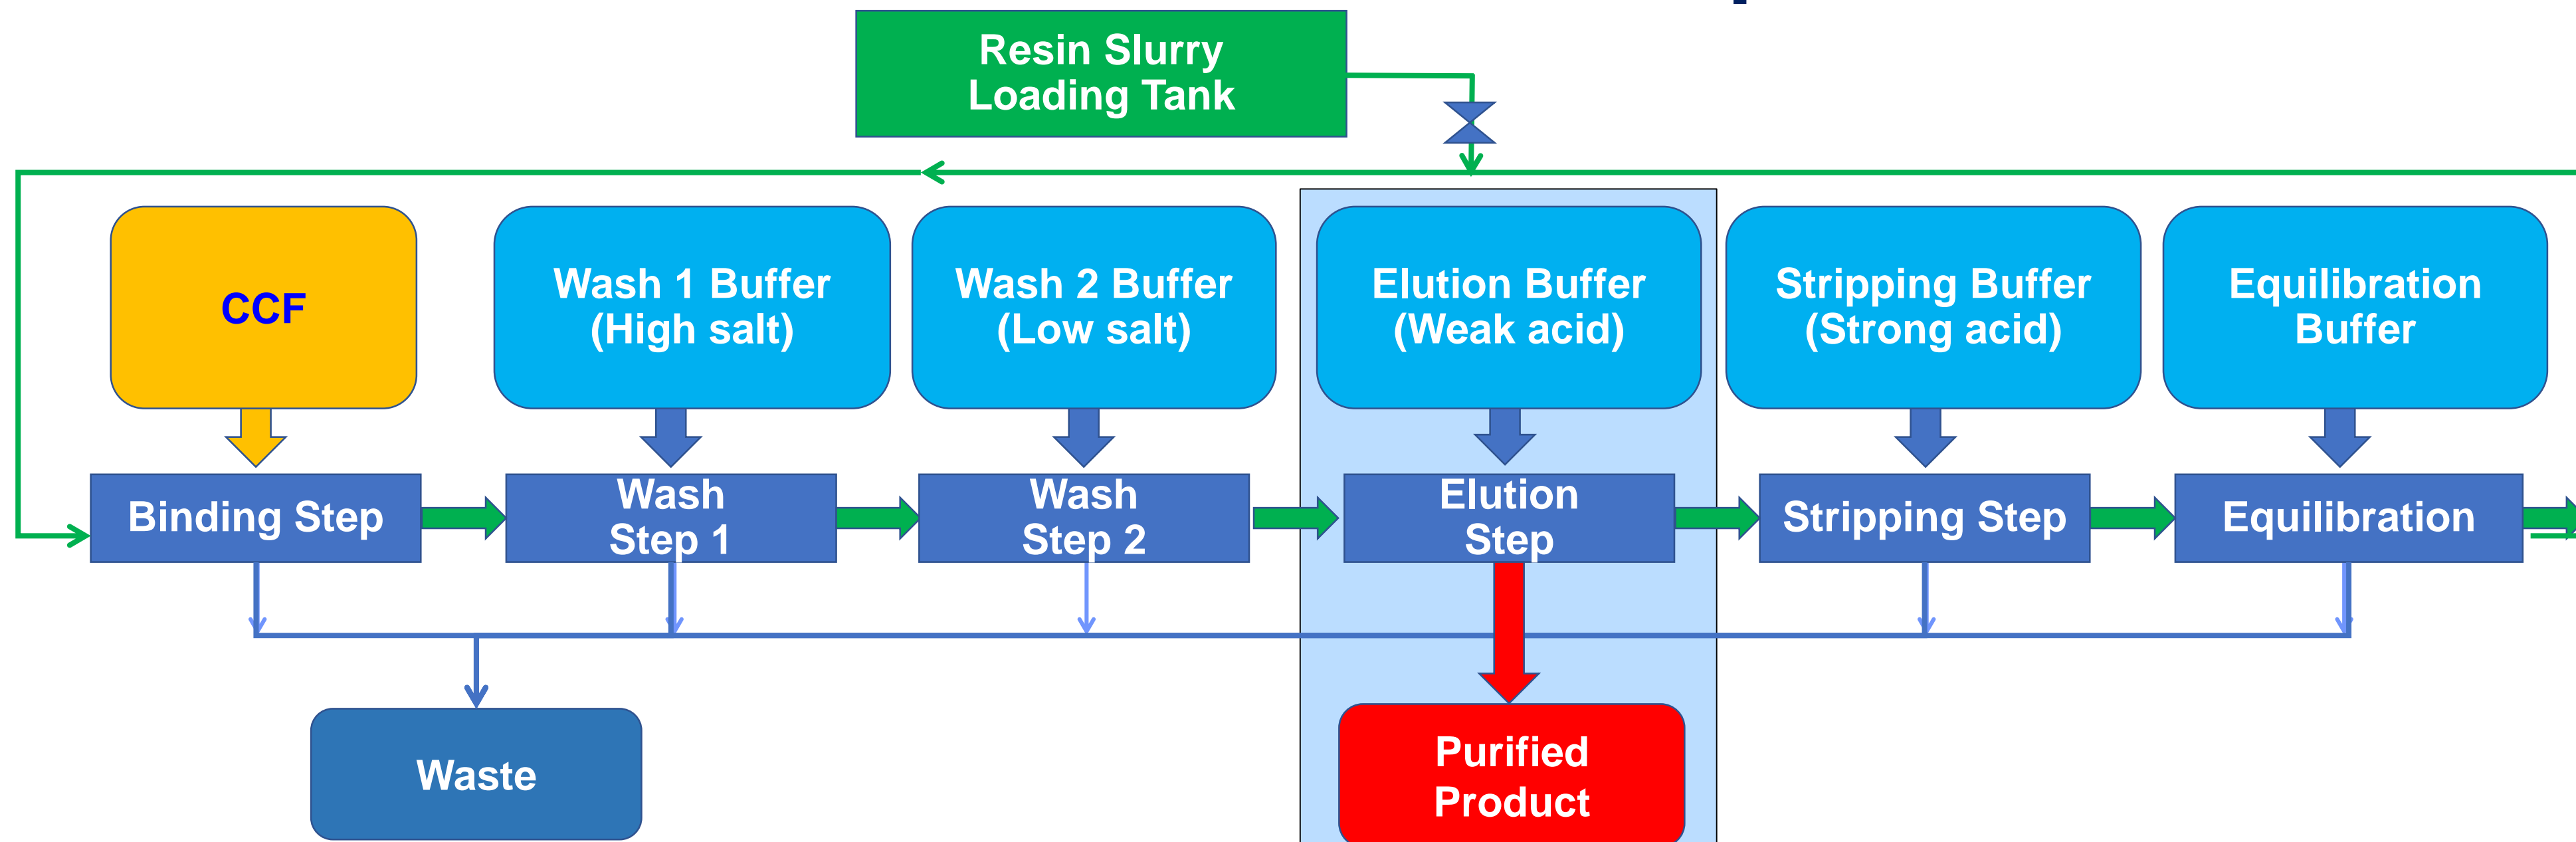 Resin Slurry
Loading Tank
CCF
Wash 1 Buffer
(High salt)
Wash 2 Buffer
(Low salt)
Elution Buffer
(Weak acid)
Stripping Buffer
(Strong acid)
Equilibration
Buffer
Binding Step
Wash
Step 1
Wash
Step 2
Elution
Step
Stripping Step
Equilibration
Waste
Purified
Product